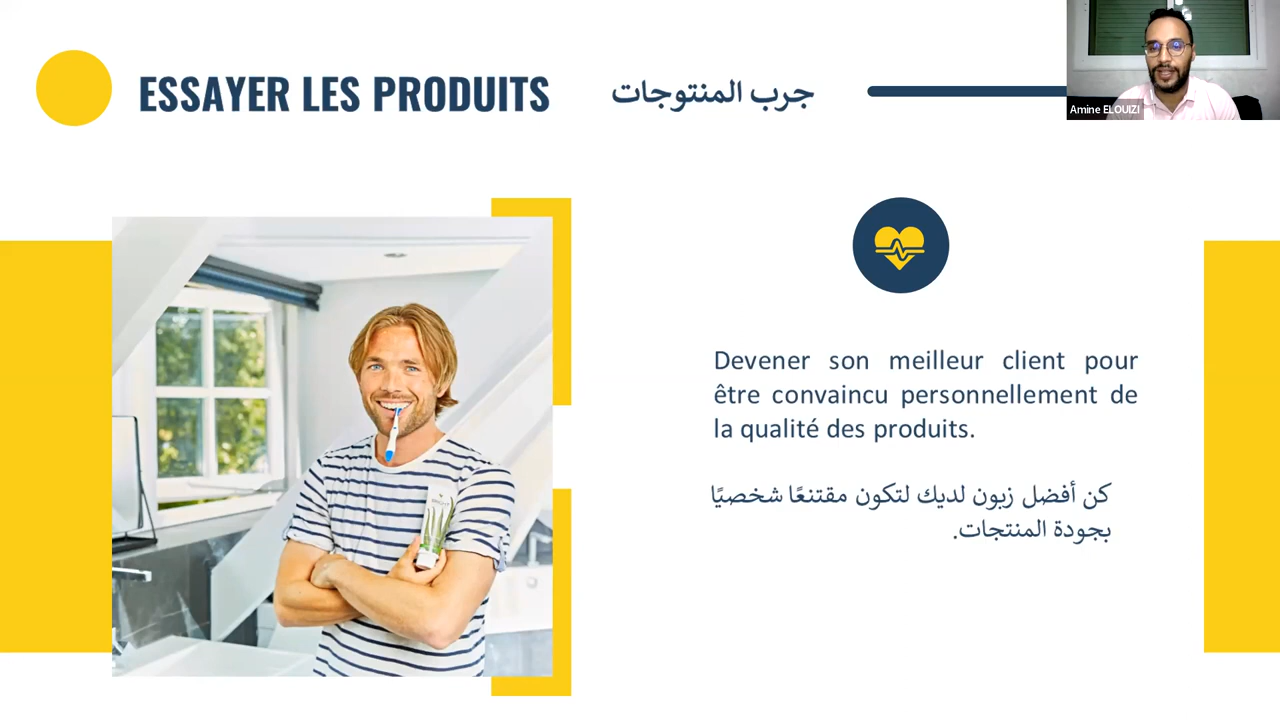 ESSAYER LES PRODUITS
جرب المنتوجات
Amine ELOUIZI
Devener son meilleur client pour
être convaincu personnellement de
la qualité des produits.
كن أفضل زبون لديك لتكون مقتنعًا شخصيًا
بجودة المنتجات.